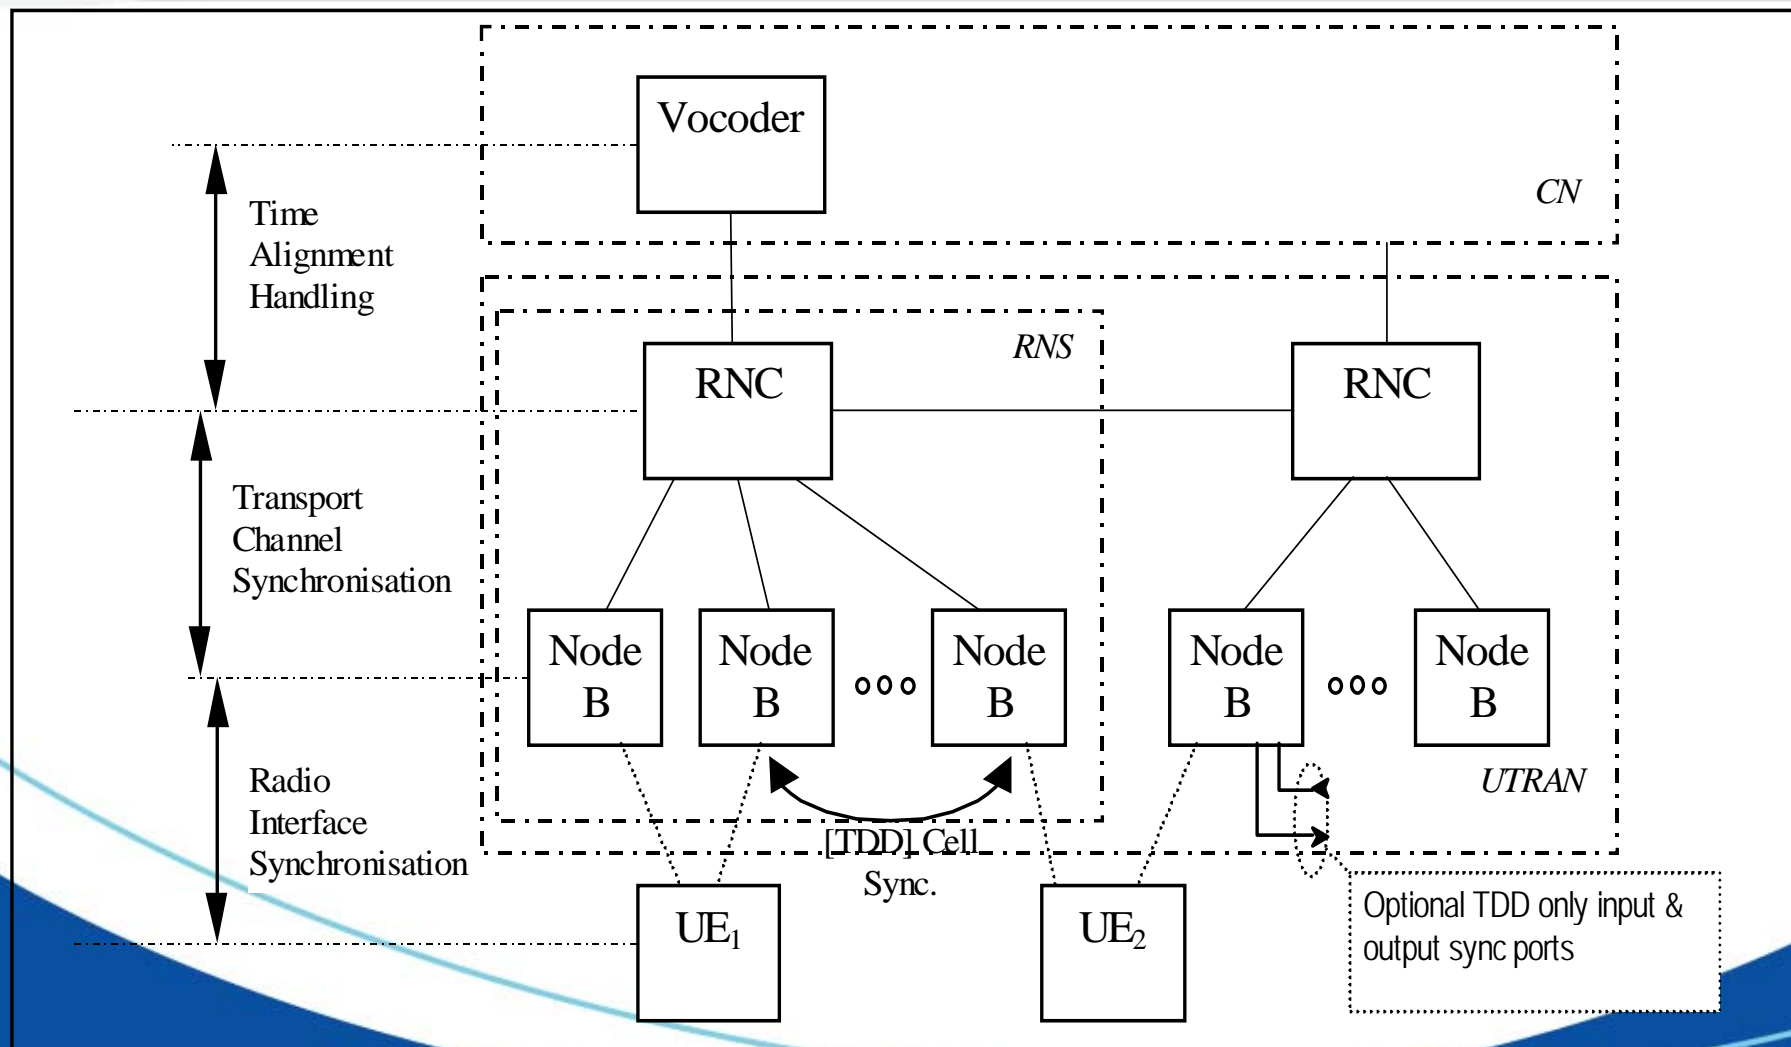 Vocoder
CN
Time
Alignment
Handling
RNS
RNC
RNC
Transport
Channel
Synchronisation
Node
B
Node
B
Node
B
Node
B
Node
B
Radio
Interface
Synchronisation
UTRAN
[TDD] Cell
Sync.
UE1
UE2
Optional TDD only input &
output sync ports